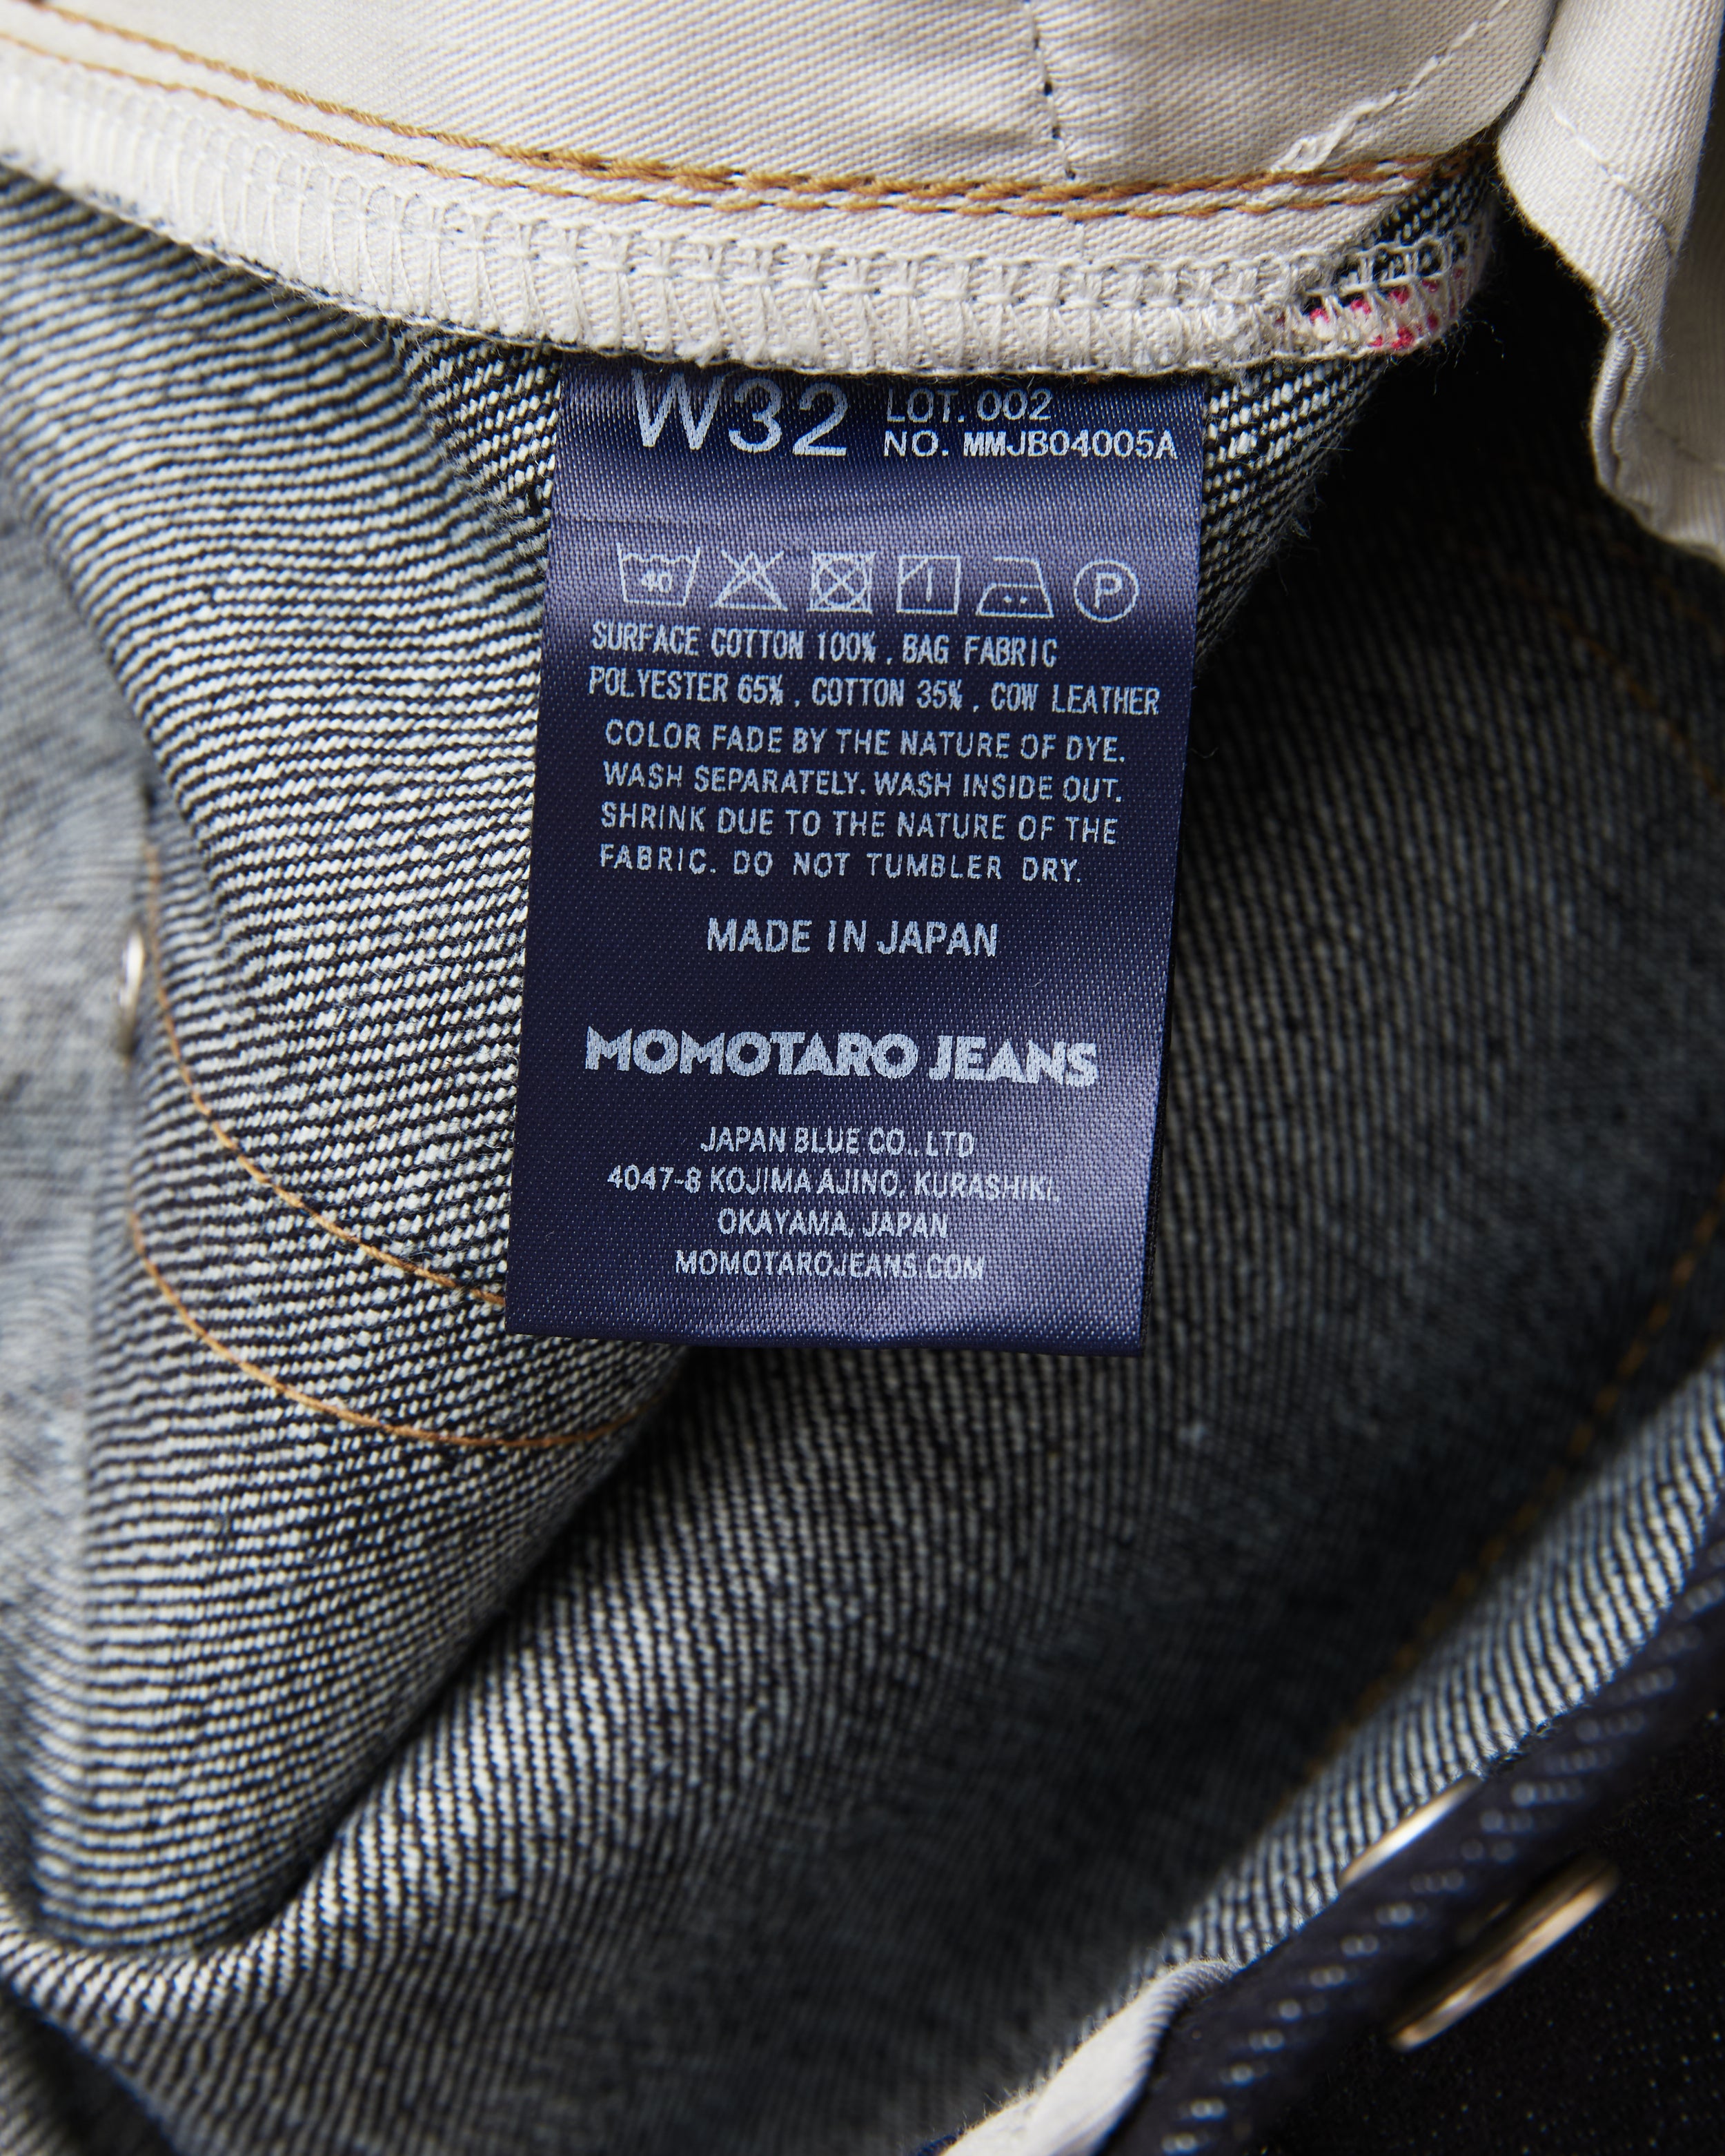 W32 LOT. 002
NO. MMJB04005A
40 P
SURFACE COTTON 100% , BAG FABRIC
POLYESTER 65% , COTTON 35% , COW LEATHER
COLOR FADE BY THE NATURE OF DYE.
WASH SEPARATELY. WASH INSIDE OUT.
SHRINK DUE TO THE NATURE OF THE
FABRIC. DO NOT TUMBLER DRY.
MADE IN JAPAN
MOMOTARO JEANS
JAPAN BLUE CO., LTD
4047-8 KOJIMA AJINO, KURASHIKI,
OKAYAMA, JAPAN
MOMOTAROJEANS.COM